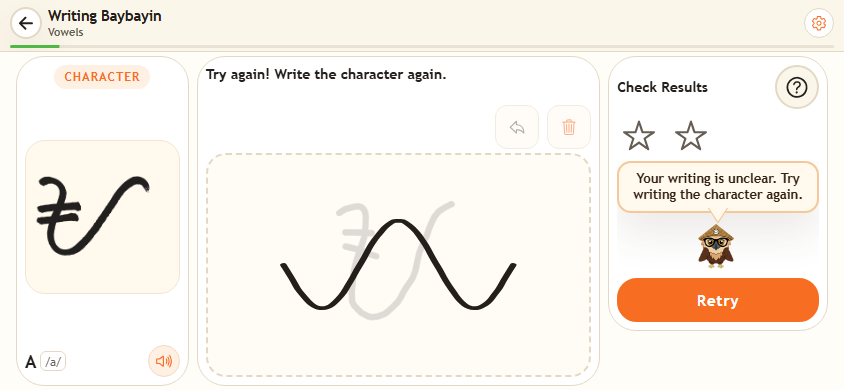 Writing Baybayin
Vowels
CHARACTER
ᜀ
A /a/
Try again! Write the character again.
Check Results
Your writing is unclear. Try
writing the character again.
Retry